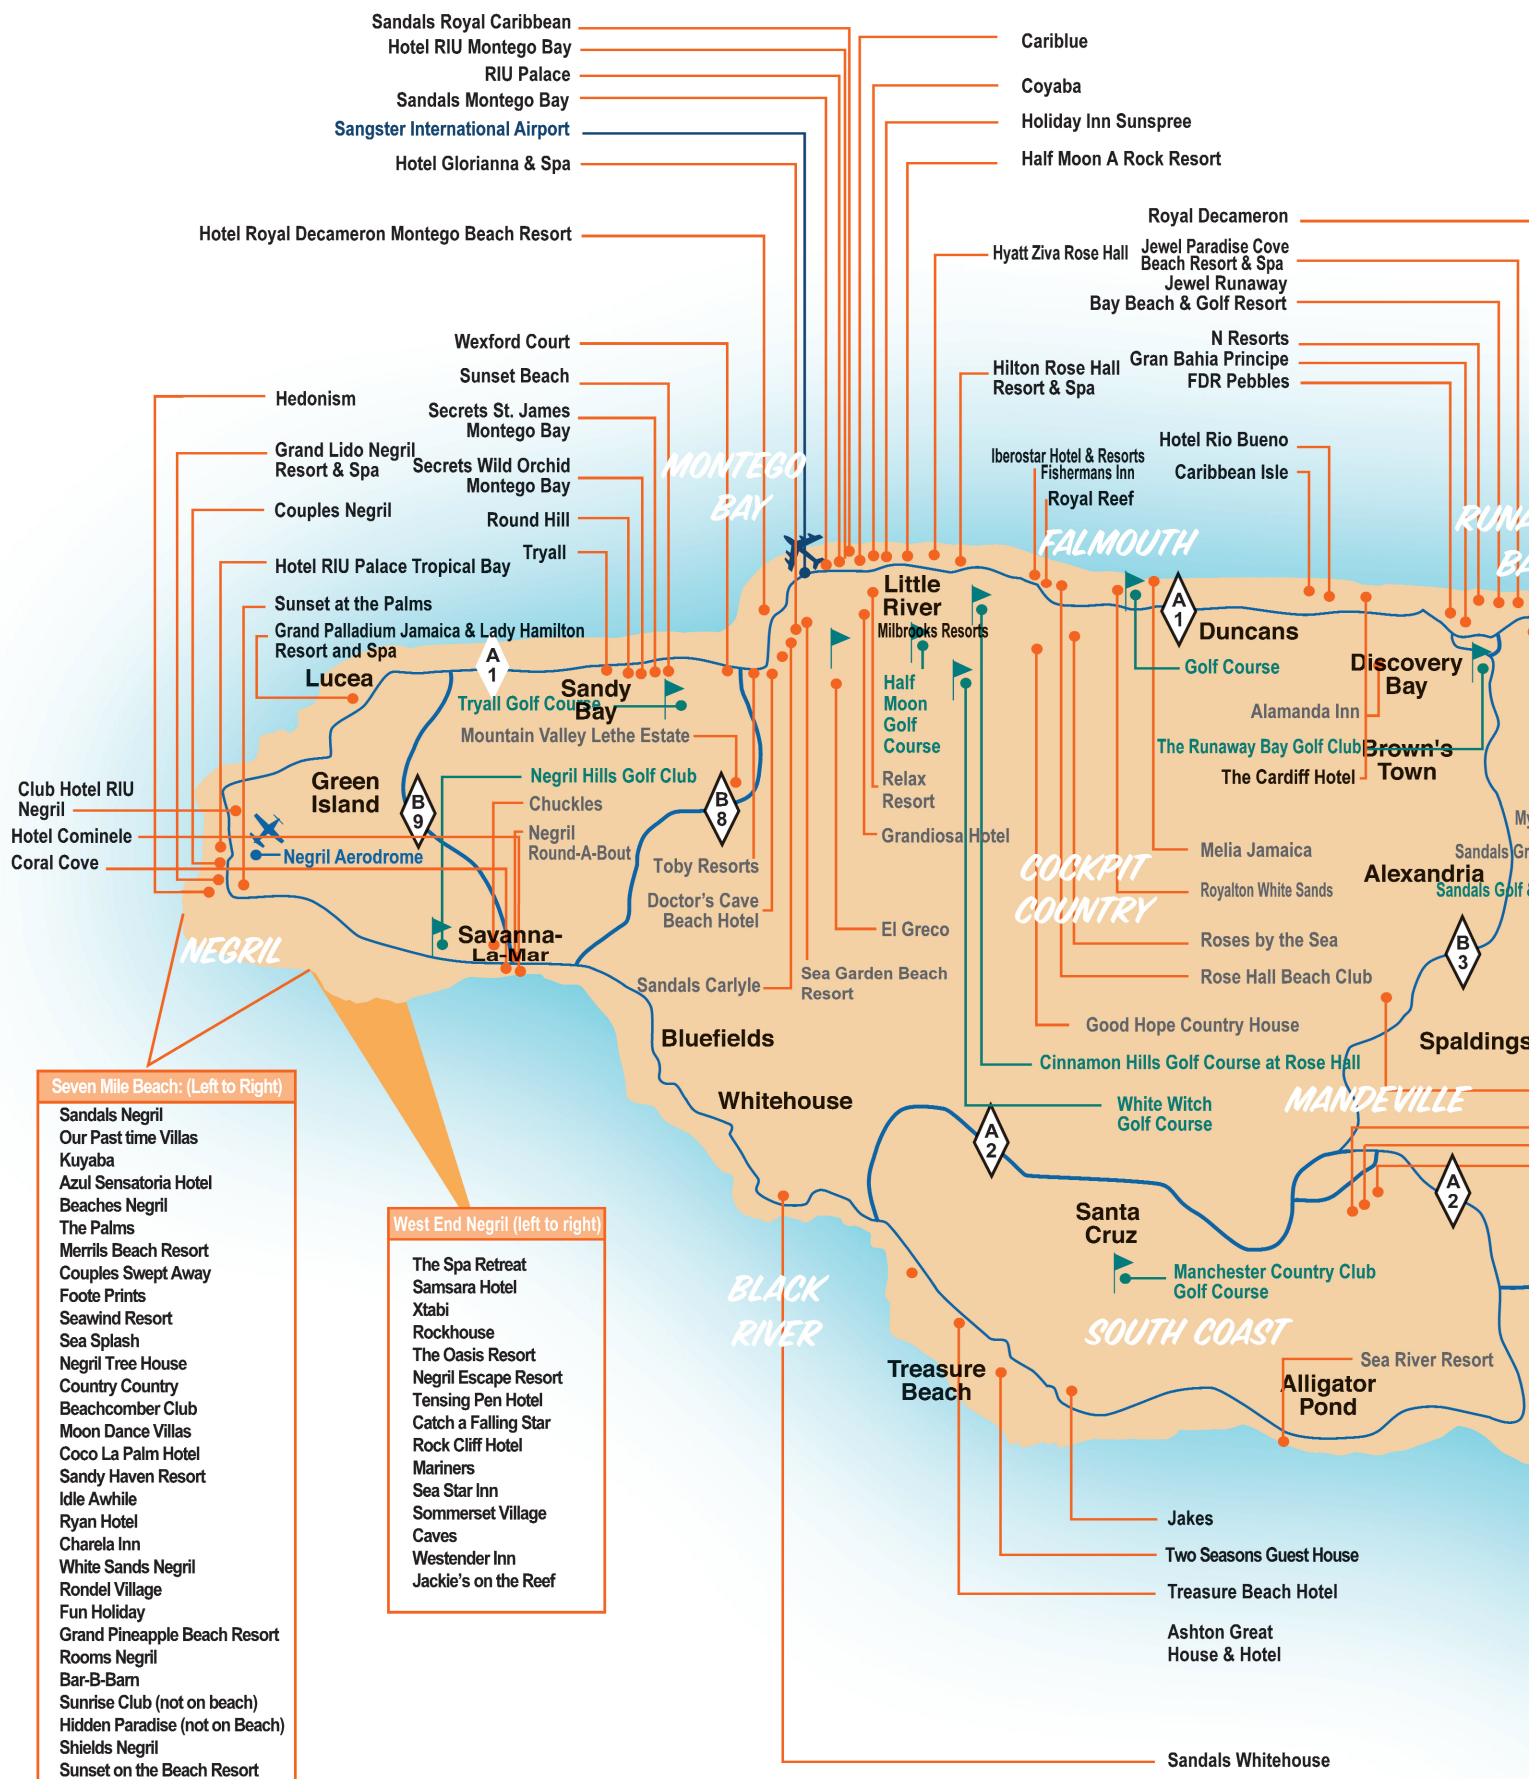 Sandals Royal Caribbean
Hotel RIU Montego Bay
RIU Palace
Sandals Montego Bay
Sangster International Airport
Hotel Glorianna & Spa
Hotel Royal Decameron Montego Beach Resort
Cariblue
Coyaba
Holiday Inn Sunspree
Half Moon A Rock Resort
Royal Decameron
Hyatt Ziva Rose Hall
Jewel Paradise Cove
Beach Resort & Spa
Jewel Runaway
Bay Beach & Golf Resort
N Resorts
Gran Bahia Principe
FDR Pebbles
Hilton Rose Hall
Resort & Spa
Hotel Rio Bueno
Caribbean Isle
Iberostar Hotel & Resorts
Fishermans Inn
Royal Reef
Wexford Court
Sunset Beach
Secrets St. James
Montego Bay
Secrets Wild Orchid
Montego Bay
Round Hill
Tryall
Hedonism
Grand Lido Negril
Resort & Spa
Couples Negril
Hotel RIU Palace Tropical Bay
Sunset at the Palms
Grand Palladium Jamaica & Lady Hamilton
Resort and Spa
MONTEGO
BAY
FALMOUTH
RUNA
BA
Lucea
A
1
Sandy
Bay
Tryall Golf Course
Mountain Valley Lethe Estate
Little
River
Milbrooks Resorts
Half
Moon
Golf
Course
Relax
Resort
Grandiosa Hotel
A
1
Duncans
Golf Course
Discovery
Bay
Alamanda Inn
The Runaway Bay Golf Club
Brown's
Town
The Cardiff Hotel
Green
Island
Club Hotel RIU
Negril
Hotel Cominele
Coral Cove
Negril Aerodrome
B
9
Negril Hills Golf Club
Chuckles
Negril
Round-A-Bout
B
8
Toby Resorts
Doctor's Cave
Beach Hotel
Sandals Carlyle
Sea Garden Beach
Resort
El Greco
COCKPIT
COUNTRY
Melia Jamaica
Royalton White Sands
Roses by the Sea
Rose Hall Beach Club
Good Hope Country House
Cinnamon Hills Golf Course at Rose Hall
White Witch
Golf Course
My
Sandals Gr
Alexandria
Sandals Golf &
B
3
Spaldings
MANDEVILLE
NEGRIL
Savanna-
La-Mar
Bluefields
Whitehouse
A
2
A
2
Santa
Cruz
Manchester Country Club
Golf Course
SOUTH COAST
BLACK
RIVER
Treasure
Beach
Sea River Resort
Alligator
Pond
Jakes
Two Seasons Guest House
Treasure Beach Hotel
Ashton Great
House & Hotel
Sandals Whitehouse
Seven Mile Beach: (Left to Right)
Sandals Negril
Our Past time Villas
Kuyaba
Azul Sensatoria Hotel
Beaches Negril
The Palms
Merrils Beach Resort
Couples Swept Away
Foote Prints
Seawind Resort
Sea Splash
Negril Tree House
Country Country
Beachcomber Club
Moon Dance Villas
Coco La Palm Hotel
Sandy Haven Resort
Idle Awhile
Ryan Hotel
Charela Inn
White Sands Negril
Rondel Village
Fun Holiday
Grand Pineapple Beach Resort
Rooms Negril
Bar-B-Barn
Sunrise Club (not on beach)
Hidden Paradise (not on Beach)
Shields Negril
Sunset on the Beach Resort
West End Negril (left to right)
The Spa Retreat
Samsara Hotel
Xtabi
Rockhouse
The Oasis Resort
Negril Escape Resort
Tensing Pen Hotel
Catch a Falling Star
Rock Cliff Hotel
Mariners
Sea Star Inn
Sommerset Village
Caves
Westender Inn
Jackie's on the Reef